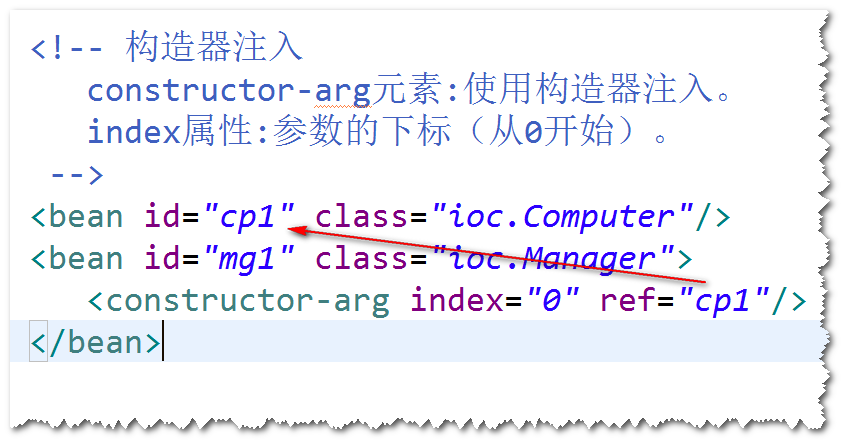 <!-- 构造器注入
constructor-arg元素:使用构造器注入。
index属性:参数的下标（从0开始）。
-->
<bean id="cp1" class="ioc.Computer"/>
<bean id="mg1" class="ioc.Manager">
<constructor-arg index="0" ref="cp1"/>
</bean>